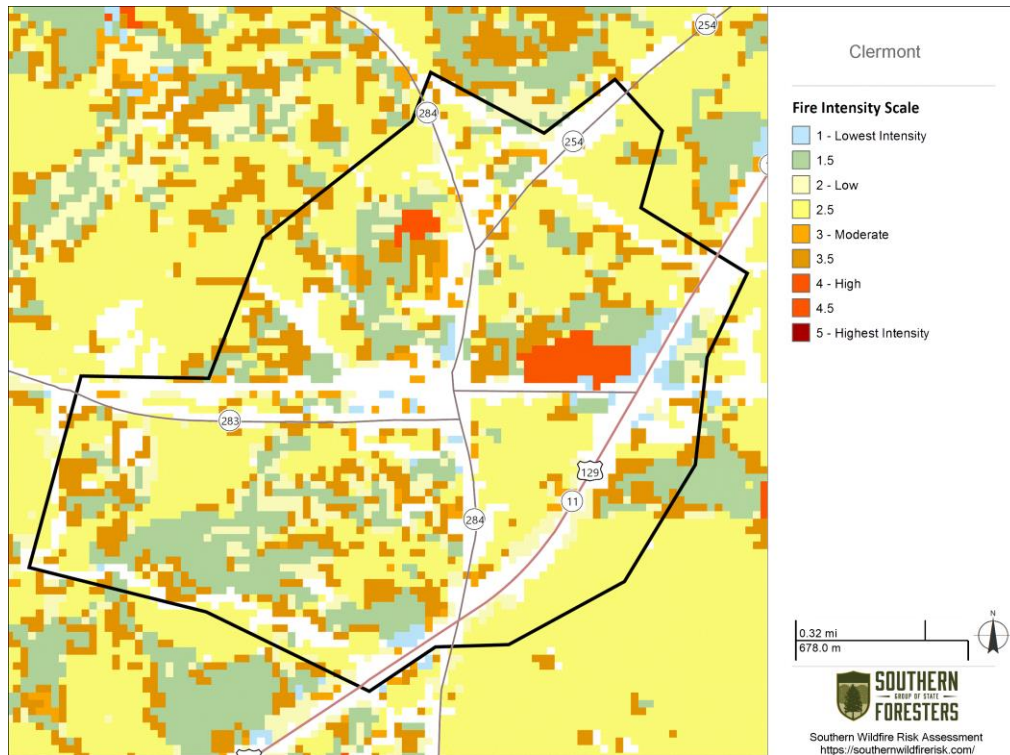 254
Clermont
284
254
Fire Intensity Scale
1 - Lowest Intensity
1.5
2 - Low
2.5
3 - Moderate
3.5
4 - High
4.5
5 - Highest Intensity
283
129
11
284
N
0.32 mi
678.0 m
SOUTHERN
GROUP OF STATE
FORESTERS
Southern Wildfire Risk Assessment
https://southernwildfirerisk.com/